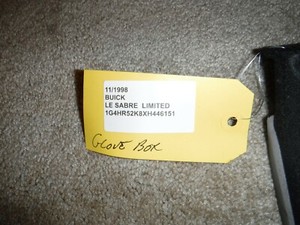 11/1998
BUICK
LE SABRE LIMITED
1G4HR52K8XH446151
Glove Box